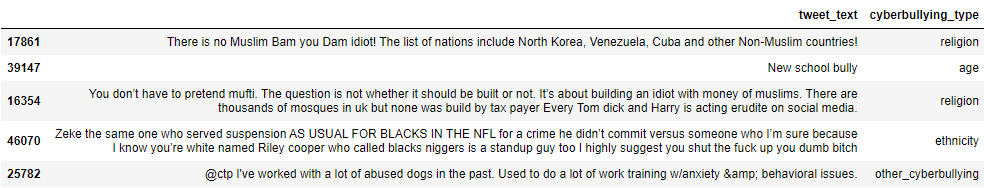 tweet_text cyberbullying_type
17861 There is no Muslim Bam you Dam idiot! The list of nations include North Korea, Venezuela, Cuba and other Non-Muslim countries! religion
39147 New school bully age
You don't have to pretend mufti. The question is not whether it should be built or not. It's about building an idiot with money of muslims. There are
16354 thousands of mosques in uk but none was build by tax payer Every Tom dick and Harry is acting erudite on social media. religion
Zeke the same one who served suspension AS USUAL FOR BLACKS IN THE NFL for a crime he didn't commit versus someone who I'm sure because
46070 I know you're white named Riley cooper who called blacks niggers is a standup guy too I highly suggest you shut the fuck up you dumb bitch ethnicity
25782 @ctp I've worked with a lot of abused dogs in the past. Used to do a lot of work training w/anxiety &amp; behavioral issues. other_cyberbullying